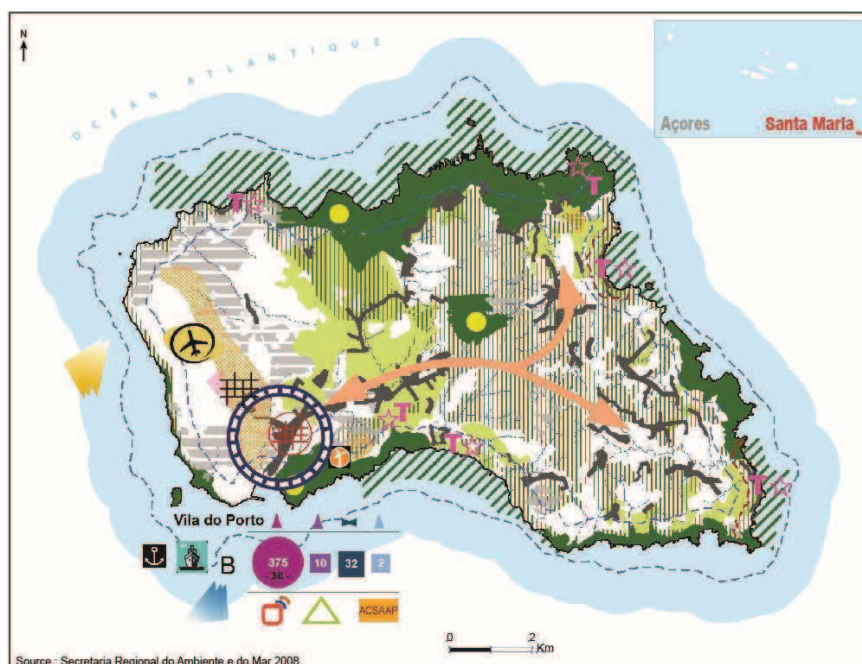 N
OCEAN ATLANTIQUE
Açores
Santa Maria
T
T
T
T
T
T
Vila do Porto
B
375
- 30 -
10
32
2
ACSAAP
0
2
Km
Source : Secretaria Regional do Ambiente e do Mar 2008